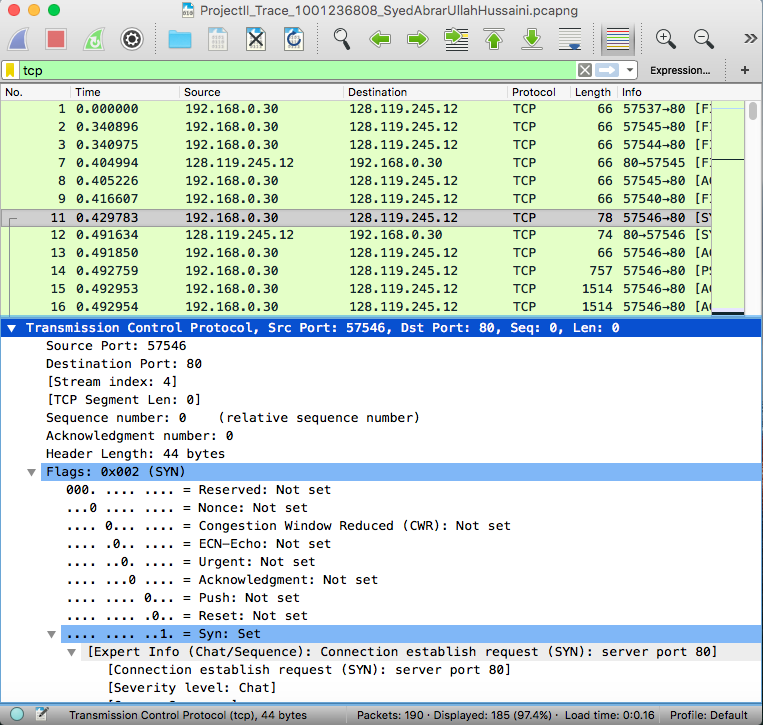 ProjectII_Trace_1001236808_SyedAbrarUllahHussaini.pcapng
tcp Expression... +
No. Time Source Destination Protocol Length Info
1 0.000000 192.168.0.30 128.119.245.12 TCP 66 57537→80 [F
2 0.340896 192.168.0.30 128.119.245.12 TCP 66 57545→80 [F
3 0.340975 192.168.0.30 128.119.245.12 TCP 66 57544→80 [F
7 0.404994 128.119.245.12 192.168.0.30 TCP 66 80→57545 [F
8 0.405226 192.168.0.30 128.119.245.12 TCP 66 57545→80 [A
9 0.416607 192.168.0.30 128.119.245.12 TCP 66 57540→80 [F
11 0.429783 192.168.0.30 128.119.245.12 TCP 78 57546→80 [S
12 0.491634 128.119.245.12 192.168.0.30 TCP 74 80→57546 [S
13 0.491850 192.168.0.30 128.119.245.12 TCP 66 57546→80 [A
14 0.492759 192.168.0.30 128.119.245.12 TCP 757 57546→80 [P
15 0.492953 192.168.0.30 128.119.245.12 TCP 1514 57546→80 [A
16 0.492954 192.168.0.30 128.119.245.12 TCP 1514 57546→80 [A
Transmission Control Protocol, Src Port: 57546, Dst Port: 80, Seq: 0, Len: 0
Source Port: 57546
Destination Port: 80
[Stream index: 4]
[TCP Segment Len: 0]
Sequence number: 0 (relative sequence number)
Acknowledgment number: 0
Header Length: 44 bytes
Flags: 0x002 (SYN)
000. .... .... = Reserved: Not set
...0 .... .... = Nonce: Not set
.... 0... .... = Congestion Window Reduced (CWR): Not set
.... .0.. .... = ECN-Echo: Not set
.... ..0. .... = Urgent: Not set
.... ...0 .... = Acknowledgment: Not set
.... .... 0... = Push: Not set
.... .... .0.. = Reset: Not set
.... .... ..1. = Syn: Set
[Expert Info (Chat/Sequence): Connection establish request (SYN): server port 80]
[Connection establish request (SYN): server port 80]
[Severity level: Chat]
Transmission Control Protocol (tcp), 44 bytes Packets: 190 · Displayed: 185 (97.4%) · Load time: 0:0.16 Profile: Default